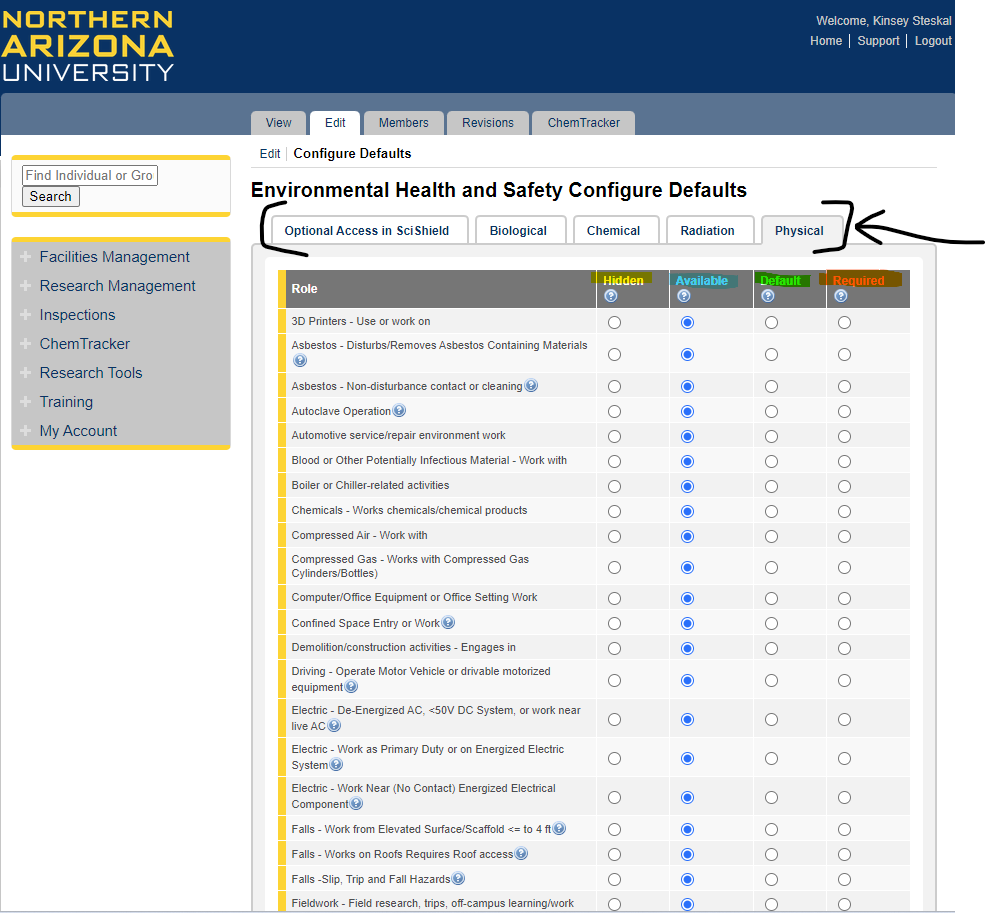 NORTHERN
ARIZONA
UNIVERSITY
Welcome, Kinsey Steskal
Home Support Logout
View Edit Members Revisions ChemTracker
Edit Configure Defaults
Find Individual or Gro
Search
Environmental Health and Safety Configure Defaults
Optional Access in SciShield Biological Chemical Radiation Physical
Facilities Management
Research Management
Inspections
ChemTracker
Research Tools
Training
My Account
Role Hidden Available Default Required
? ? ? ?
3D Printers - Use or work on
Asbestos - Disturbs/Removes Asbestos Containing Materials
?
Asbestos - Non-disturbance contact or cleaning ?
Autoclave Operation ?
Automotive service/repair environment work
Blood or Other Potentially Infectious Material - Work with
Boiler or Chiller-related activities
Chemicals - Works chemicals/chemical products
Compressed Air - Work with
Compressed Gas - Works with Compressed Gas
Cylinders/Bottles)
Computer/Office Equipment or Office Setting Work
Confined Space Entry or Work ?
Demolition/construction activities - Engages in
Driving - Operate Motor Vehicle or drivable motorized
equipment ?
Electric - De-Energized AC, <50V DC System, or work near
live AC ?
Electric - Work as Primary Duty or on Energized Electric
System ?
Electric - Work Near (No Contact) Energized Electrical
Component ?
Falls - Work from Elevated Surface/Scaffold <= to 4 ft ?
Falls - Works on Roofs Requires Roof access ?
Falls -Slip, Trip and Fall Hazards ?
Fieldwork - Field research, trips, off-campus learning/work